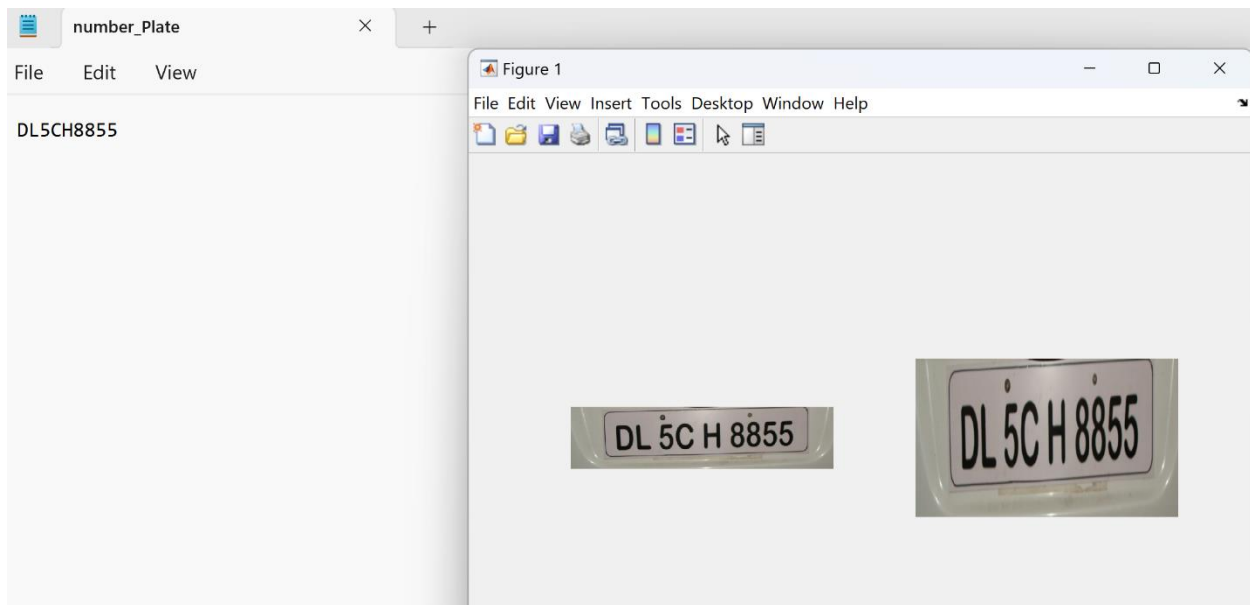 number_Plate
File Edit View
DL5CH8855
Figure 1
File Edit View Insert Tools Desktop Window Help
DL 5C H 8855
DL 5C H 8855